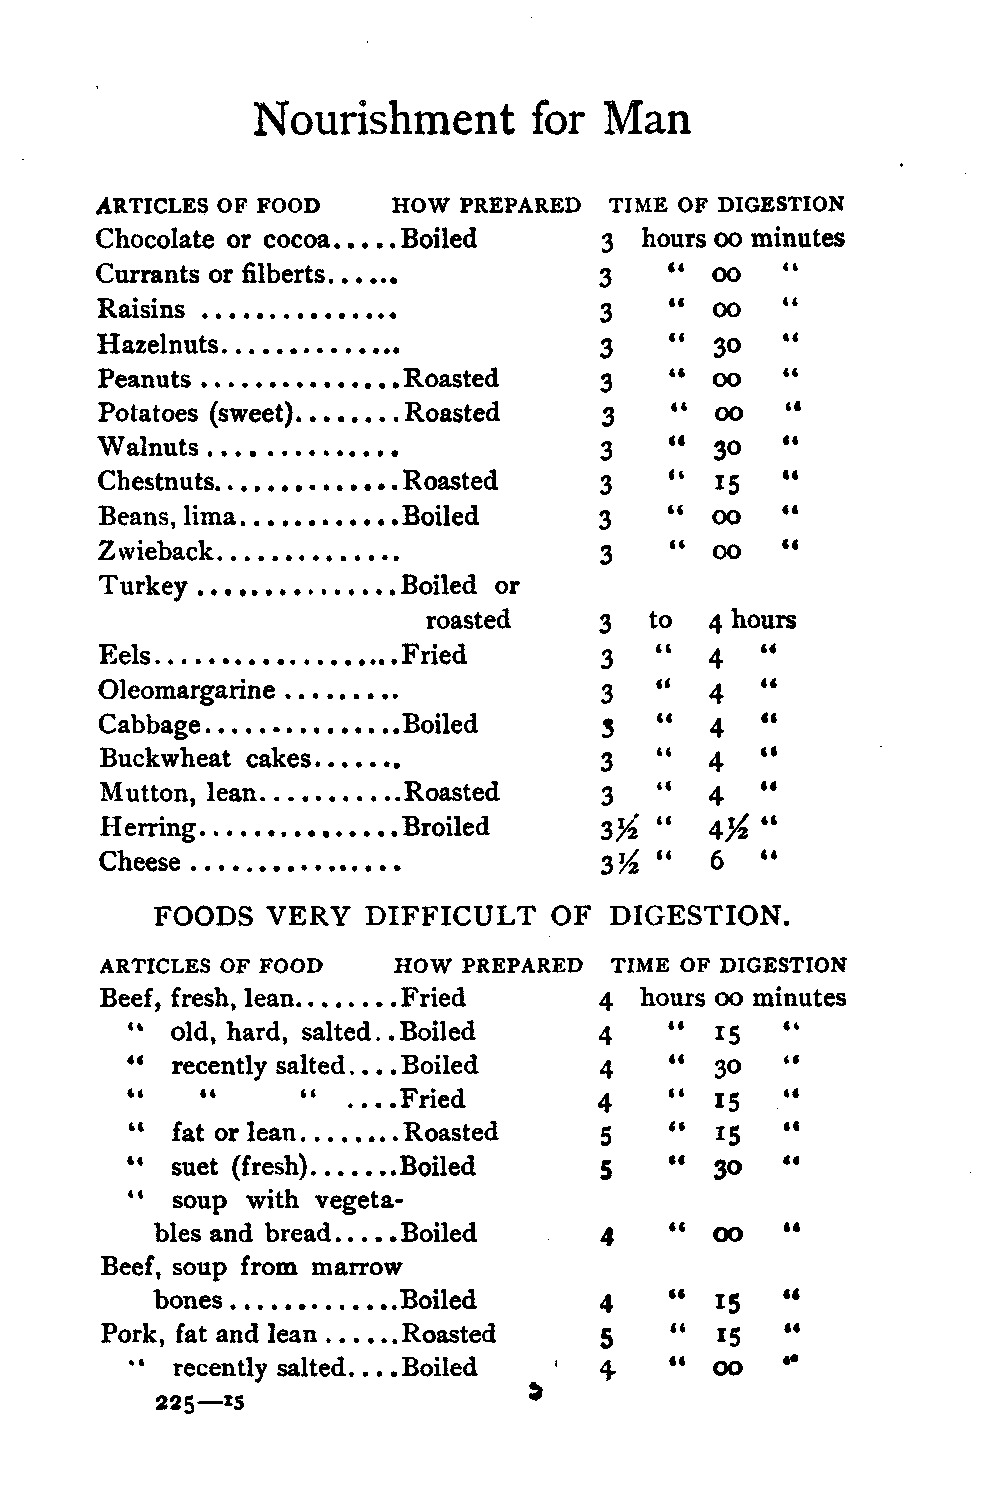 Nourishment for Man
ARTICLES OF FOOD HOW PREPARED TIME OF DIGESTION
Chocolate or cocoa.....Boiled 3 hours 00 minutes
Currants or filberts...... 3 “ 00 “
Raisins ............... 3 “ 00 “
Hazelnuts.............. 3 “ 30 “
Peanuts ...............Roasted 3 “ 00 “
Potatoes (sweet)........Roasted 3 “ 00 “
Walnuts .............. 3 “ 30 “
Chestnuts..............Roasted 3 “ 15 “
Beans, lima............Boiled 3 “ 00 “
Zwieback.............. 3 “ 00 “
Turkey ...............Boiled or
roasted 3 to 4 hours
Eels...................Fried 3 “ 4 “
Oleomargarine ......... 3 “ 4 “
Cabbage...............Boiled 3 “ 4 “
Buckwheat cakes....... 3 “ 4 “
Mutton, lean...........Roasted 3 “ 4 “
Herring...............Broiled 3½ “ 4½ “
Cheese ................ 3½ “ 6 “
FOODS VERY DIFFICULT OF DIGESTION.
ARTICLES OF FOOD HOW PREPARED TIME OF DIGESTION
Beef, fresh, lean........Fried 4 hours 00 minutes
“ old, hard, salted..Boiled 4 “ 15 “
“ recently salted....Boiled 4 “ 30 “
“ “ “ ....Fried 4 “ 15 “
“ fat or lean........Roasted 5 “ 15 “
“ suet (fresh).......Boiled 5 “ 30 “
“ soup with vegeta-
bles and bread.....Boiled 4 “ 00 “
Beef, soup from marrow
bones.............Boiled 4 “ 15 “
Pork, fat and lean ......Roasted 5 “ 15 “
“ recently salted....Boiled 4 “ 00 “
225—15